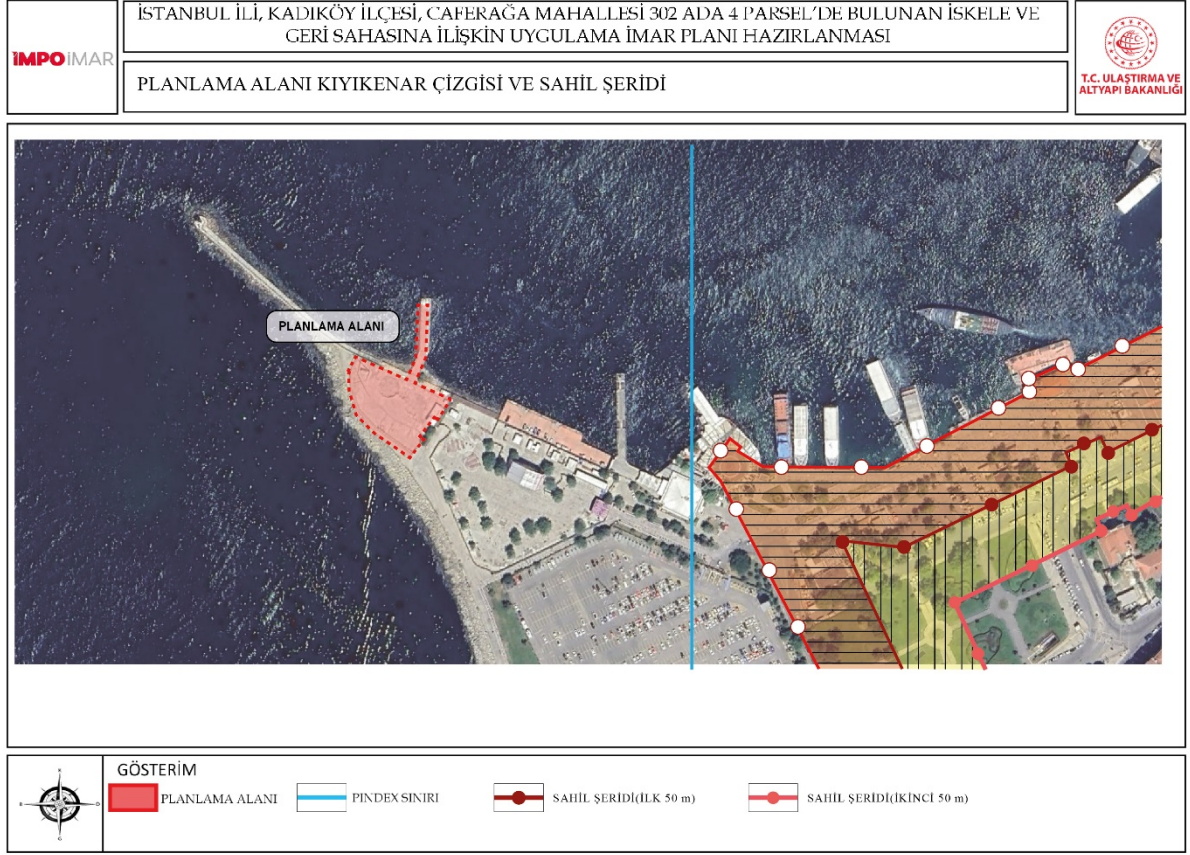 İMPO İMAR
İSTANBUL İLİ, KADIKÖY İLÇESİ, CAFERAĞA MAHALLESİ 302 ADA 4 PARSEL'DE BULUNAN İSKELE VE
GERİ SAHASINA İLİŞKİN UYGULAMA İMAR PLANI HAZIRLANMASI
PLANLAMA ALANI KIYIKENAR ÇİZGİSİ VE SAHİL ŞERİDİ
T.C. ULAŞTIRMA VE
ALTYAPI BAKANLIĞI
PLANLAMA ALANI
GÖSTERİM
PLANLAMA ALANI
PINDEX SINIRI
SAHİL ŞERİDİ(İLK 50 m)
SAHİL ŞERİDİ(İKİNCİ 50 m)